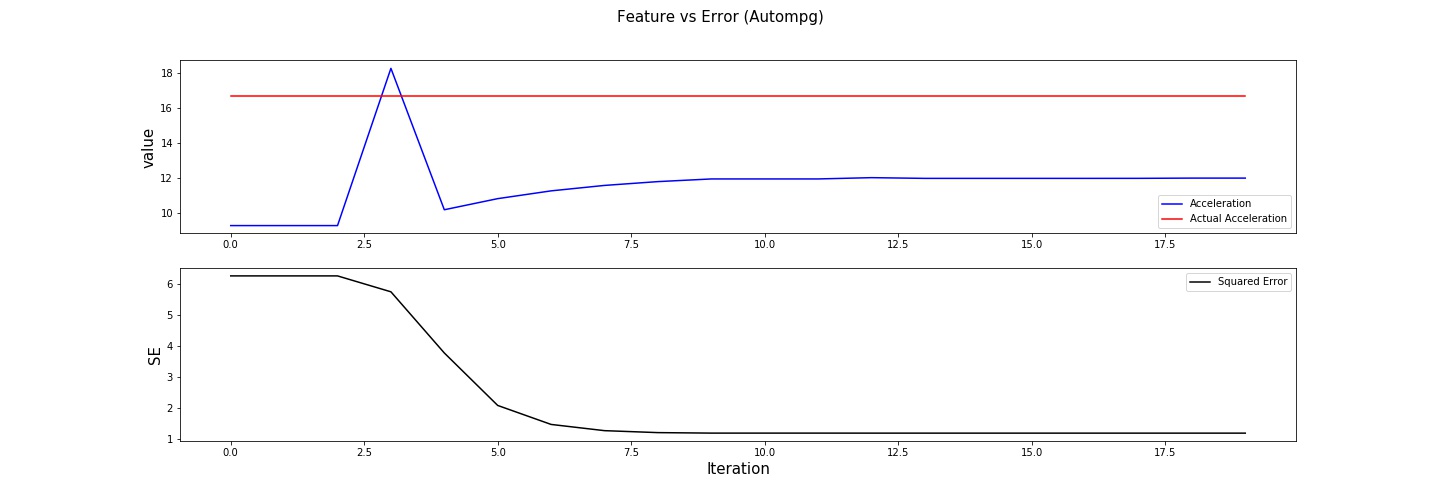 Feature vs Error (Autompg)
value
18
16
14
12
10
Acceleration
Actual Acceleration
0.0 2.5 5.0 7.5 10.0 12.5 15.0 17.5
SE
6
5
4
3
2
1
Squared Error
0.0 2.5 5.0 7.5 10.0 12.5 15.0 17.5
Iteration